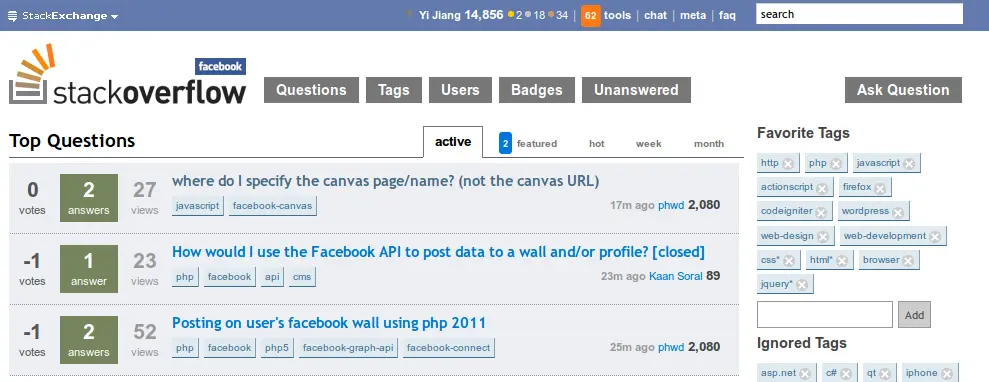 StackExchange
Yi Jiang 14,856 2 18 34 | 62 tools | chat | meta | faq
search
facebook
stackoverflow
Questions Tags Users Badges Unanswered Ask Question
Top Questions
active 2 featured hot week month
0 votes 2 answers 27 views
where do I specify the canvas page/name? (not the canvas URL)
javascript facebook-canvas
17m ago phwd 2,080
-1 votes 1 answer 23 views
How would I use the Facebook API to post data to a wall and/or profile? [closed]
php facebook api cms
23m ago Kaan Soral 89
-1 votes 2 answers 52 views
Posting on user's facebook wall using php 2011
php facebook php5 facebook-graph-api facebook-connect
25m ago phwd 2,080
Favorite Tags
http php javascript
actionscript firefox
codeigniter wordpress
web-design web-development
css* html* browser
jquery*
Add
Ignored Tags
asp.net c# qt iphone